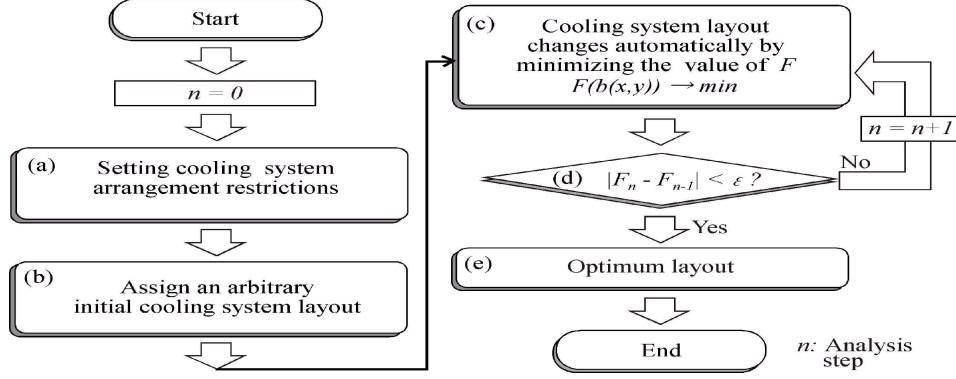 Start
n = 0
(a)
Setting cooling system
arrangement restrictions
(b)
Assign an arbitrary
initial cooling system layout
(c)
Cooling system layout
changes automatically by
minimizing the value of F
F(b(x,y)) → min
n = n+1
No
(d) |Fn - Fn-1| < ε ?
Yes
(e)
Optimum layout
End
n: Analysis
step